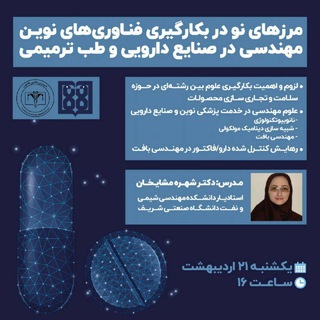 مرزهای نو در بکارگیری فناوری‌های نوین
مهندسی در صنایع دارویی و طب ترمیمی
• لزوم و اهمیت بکارگیری علوم بین رشته‌ای در حوزه
سلامت و تجاری سازی محصولات
• علوم مهندسی در خدمت پزشکی نوین و صنایع دارویی
-نانوبیوتکنولوژی
- شبیه سازی دینامیک مولکولی
- مهندسی بافت
• رهایش کنترل شده دارو/فاکتور در مهندسی بافت
مدرس: دکتر شهره مشایخان
استادیار دانشکده مهندسی شیمی
و نفت دانشگاه صنعتی شریف
یکشنبه ۲۱ اردیبهشت
ساعت ۱۶